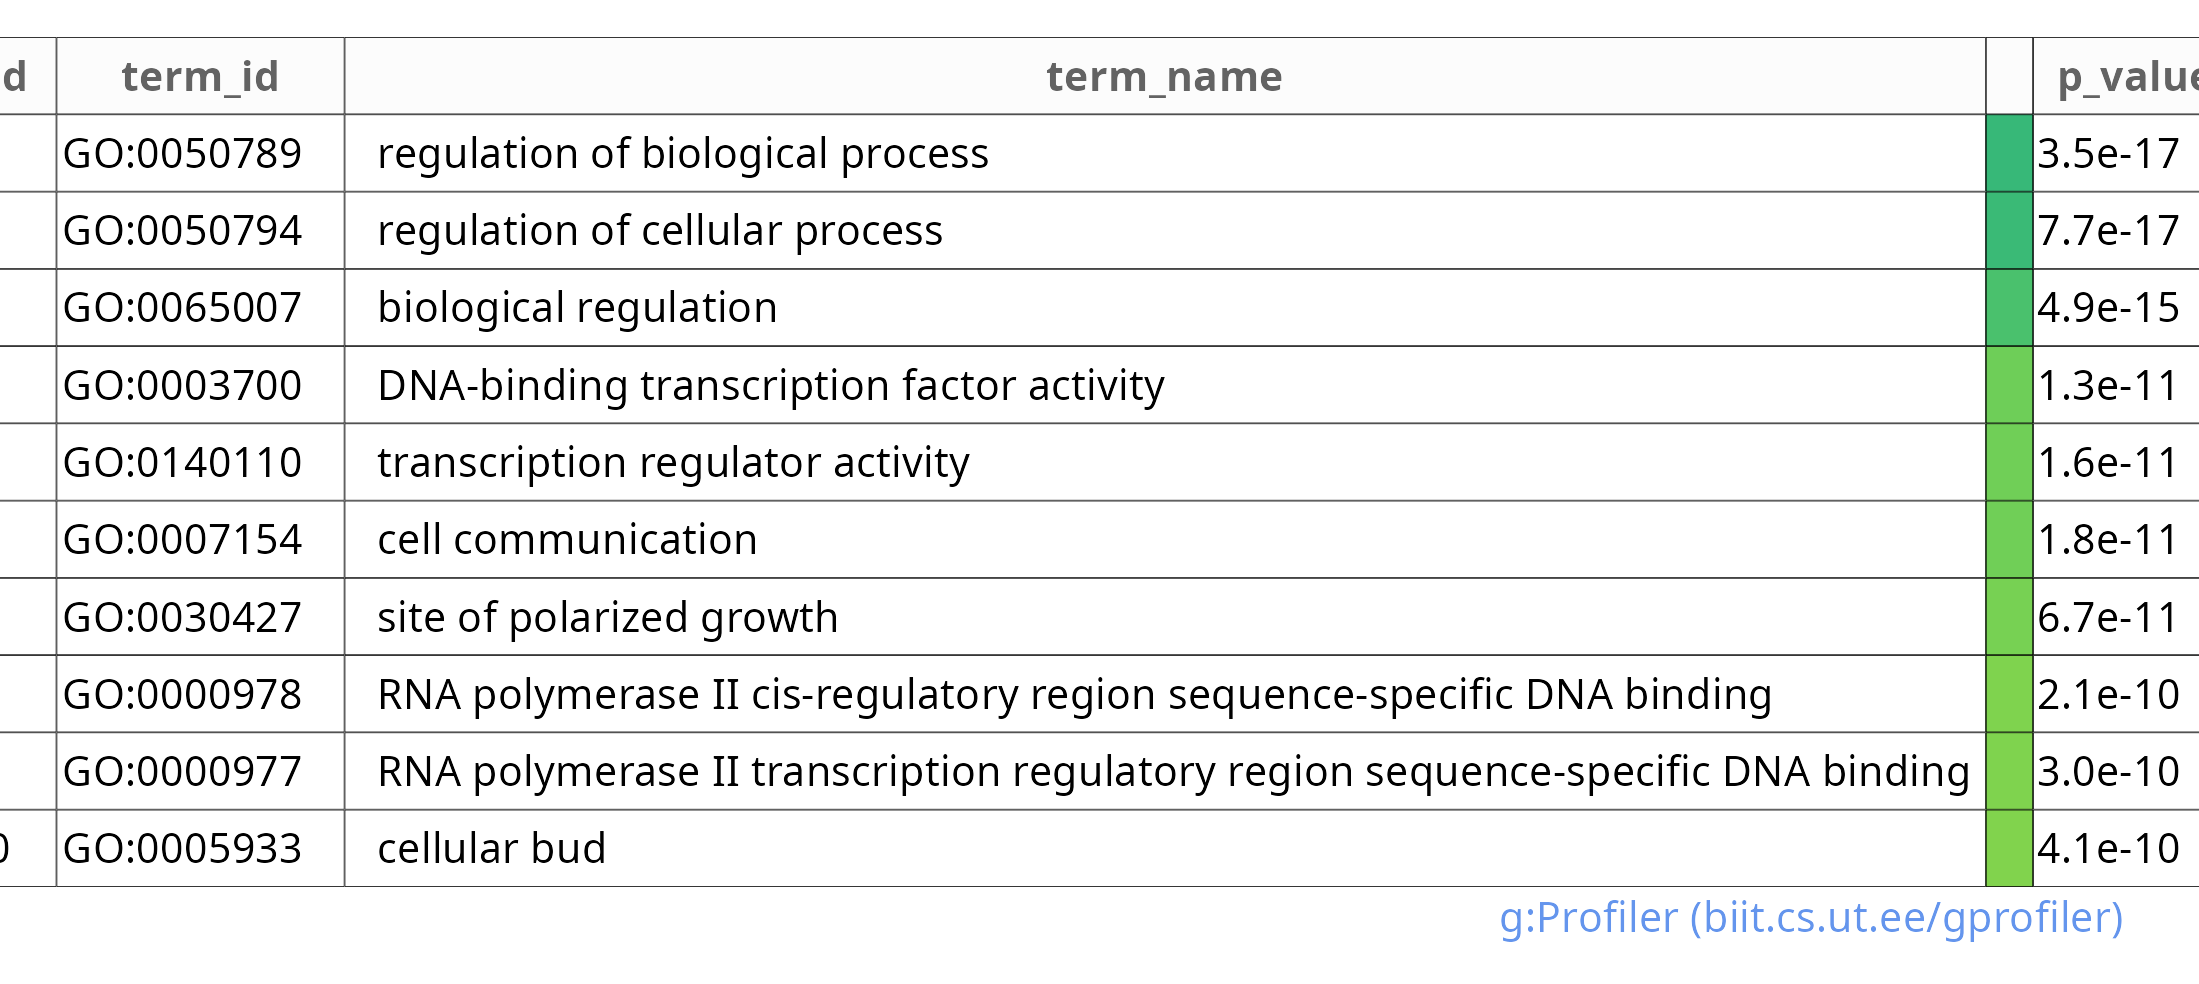 d term_id term_name p_value
GO:0050789 regulation of biological process 3.5e-17
GO:0050794 regulation of cellular process 7.7e-17
GO:0065007 biological regulation 4.9e-15
GO:0003700 DNA-binding transcription factor activity 1.3e-11
GO:0140110 transcription regulator activity 1.6e-11
GO:0007154 cell communication 1.8e-11
GO:0030427 site of polarized growth 6.7e-11
GO:0000978 RNA polymerase II cis-regulatory region sequence-specific DNA binding 2.1e-10
GO:0000977 RNA polymerase II transcription regulatory region sequence-specific DNA binding 3.0e-10
0 GO:0005933 cellular bud 4.1e-10
g:Profiler (biit.cs.ut.ee/gprofiler)